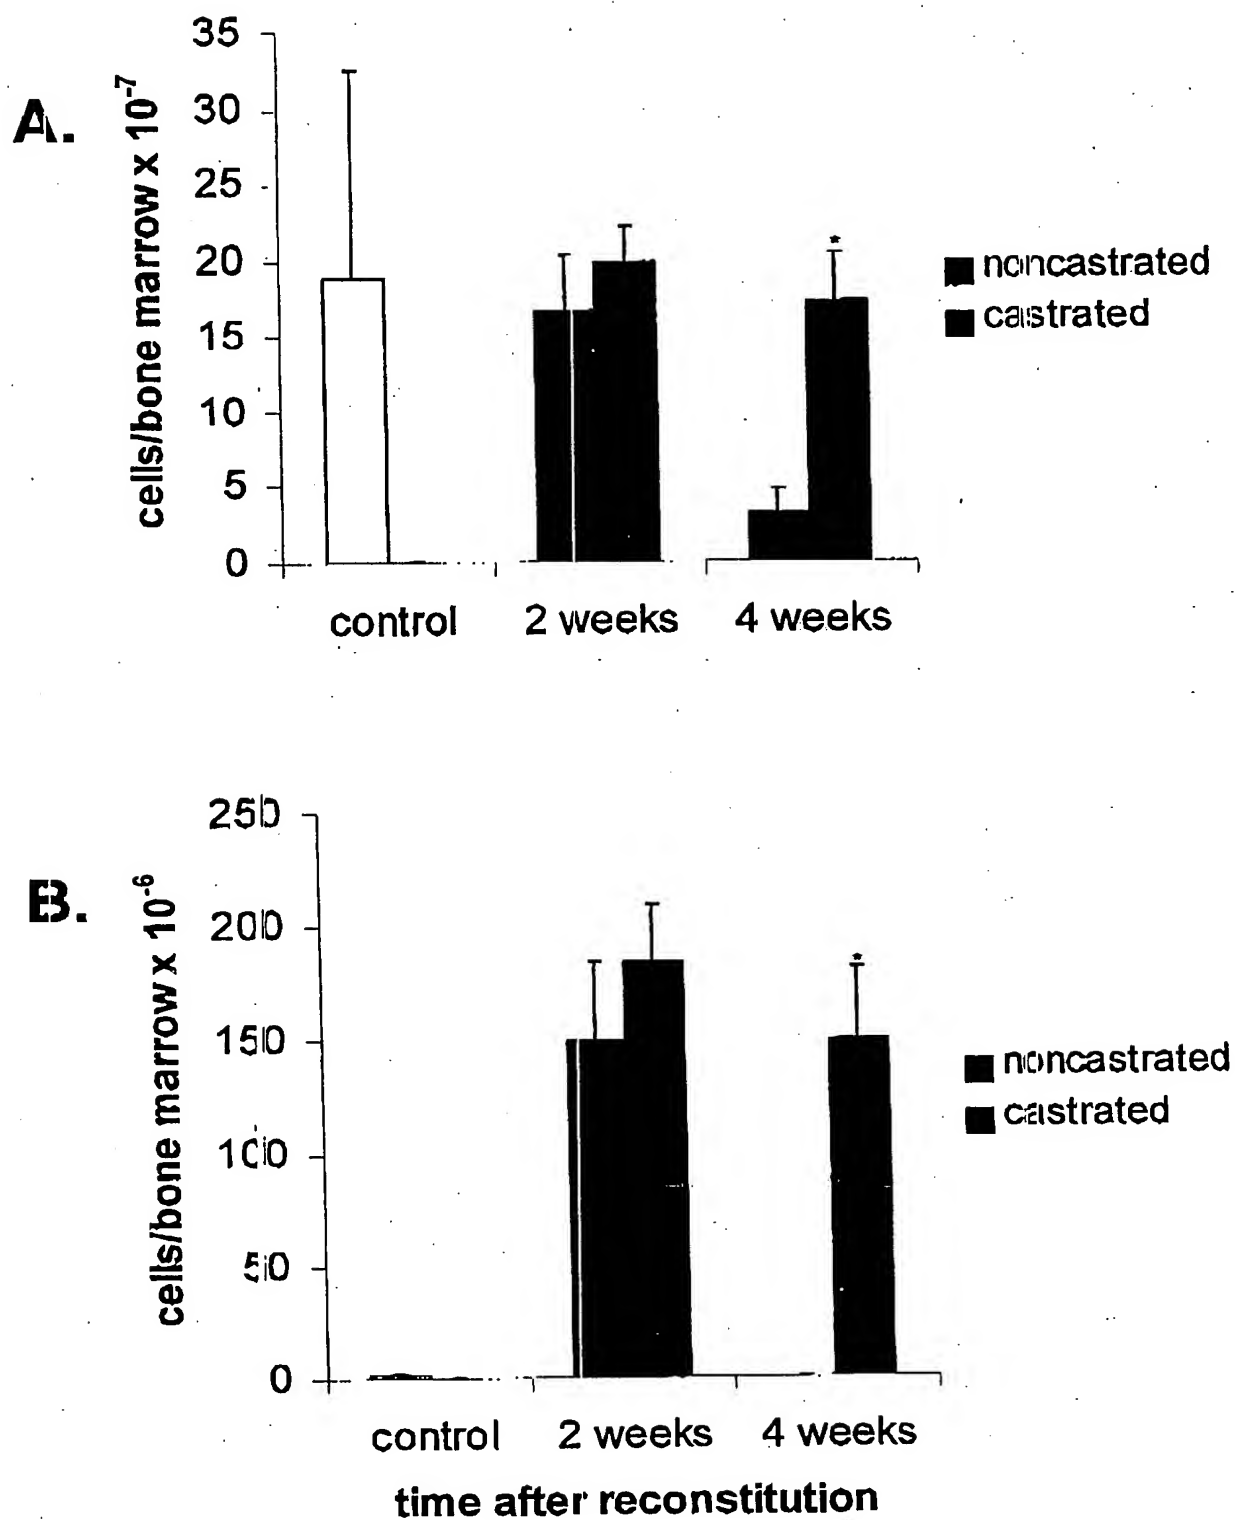 A.
cells/bone marrow x 10-7
35
30
25
20
15
10
5
0
*
noncastrated
castrated
control
2 weeks
4 weeks
B.
cells/bone marrow x 10-6
250
200
150
100
50
0
*
noncastrated
castrated
control
2 weeks
4 weeks
time after reconstitution